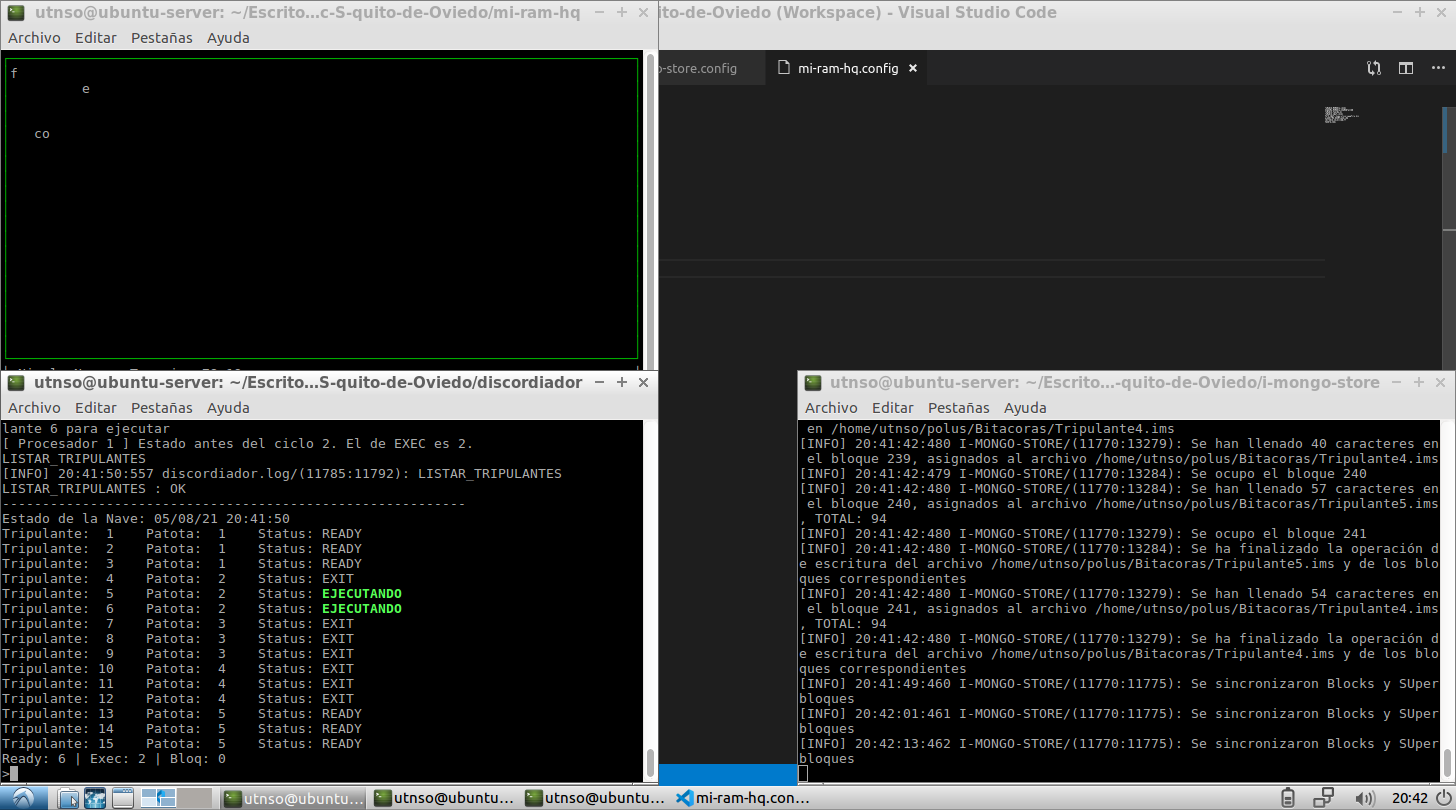 utnso@ubuntu-server: ~/Escrito...c-S-quito-de-Oviedo/mi-ram-hq
Archivo Editar Pestañas Ayuda
f
e
co
ito-de-Oviedo (Workspace) - Visual Studio Code
o-store.config
mi-ram-hq.config
utnso@ubuntu-server: ~/Escrito...S-quito-de-Oviedo/discordiador
Archivo Editar Pestañas Ayuda
lante 6 para ejecutar
[ Procesador 1 ] Estado antes del ciclo 2. El de EXEC es 2.
LISTAR_TRIPULANTES
[INFO] 20:41:50:557 discordiador.log/(11785:11792): LISTAR_TRIPULANTES
LISTAR_TRIPULANTES : OK
----------------------------------------------------------
Estado de la Nave: 05/08/21 20:41:50
Tripulante:  1    Patota:  1    Status: READY
Tripulante:  2    Patota:  1    Status: READY
Tripulante:  3    Patota:  1    Status: READY
Tripulante:  4    Patota:  2    Status: EXIT
Tripulante:  5    Patota:  2    Status: EJECUTANDO
Tripulante:  6    Patota:  2    Status: EJECUTANDO
Tripulante:  7    Patota:  3    Status: EXIT
Tripulante:  8    Patota:  3    Status: EXIT
Tripulante:  9    Patota:  3    Status: EXIT
Tripulante: 10    Patota:  4    Status: EXIT
Tripulante: 11    Patota:  4    Status: EXIT
Tripulante: 12    Patota:  4    Status: EXIT
Tripulante: 13    Patota:  5    Status: READY
Tripulante: 14    Patota:  5    Status: READY
Tripulante: 15    Patota:  5    Status: READY
Ready: 6 | Exec: 2 | Bloq: 0
>
utnso@ubuntu-server: ~/Escrito...-quito-de-Oviedo/i-mongo-store
Archivo Editar Pestañas Ayuda
en /home/utnso/polus/Bitacoras/Tripulante4.ims
[INFO] 20:41:42:480 I-MONGO-STORE/(11770:13279): Se han llenado 40 caracteres en
el bloque 239, asignados al archivo /home/utnso/polus/Bitacoras/Tripulante4.ims
[INFO] 20:41:42:479 I-MONGO-STORE/(11770:13284): Se ocupo el bloque 240
[INFO] 20:41:42:480 I-MONGO-STORE/(11770:13284): Se han llenado 57 caracteres en
el bloque 240, asignados al archivo /home/utnso/polus/Bitacoras/Tripulante5.ims
, TOTAL: 94
[INFO] 20:41:42:480 I-MONGO-STORE/(11770:13279): Se ocupo el bloque 241
[INFO] 20:41:42:480 I-MONGO-STORE/(11770:13284): Se ha finalizado la operación d
e escritura del archivo /home/utnso/polus/Bitacoras/Tripulante5.ims y de los blo
ques correspondientes
[INFO] 20:41:42:480 I-MONGO-STORE/(11770:13279): Se han llenado 54 caracteres en
el bloque 241, asignados al archivo /home/utnso/polus/Bitacoras/Tripulante4.ims
, TOTAL: 94
[INFO] 20:41:42:480 I-MONGO-STORE/(11770:13279): Se ha finalizado la operación d
e escritura del archivo /home/utnso/polus/Bitacoras/Tripulante4.ims y de los blo
ques correspondientes
[INFO] 20:41:49:460 I-MONGO-STORE/(11770:11775): Se sincronizaron Blocks y SUper
bloques
[INFO] 20:42:01:461 I-MONGO-STORE/(11770:11775): Se sincronizaron Blocks y SUper
bloques
[INFO] 20:42:13:462 I-MONGO-STORE/(11770:11775): Se sincronizaron Blocks y SUper
bloques
utnso@ubuntu... utnso@ubuntu... utnso@ubuntu... mi-ram-hq.con... 20:42